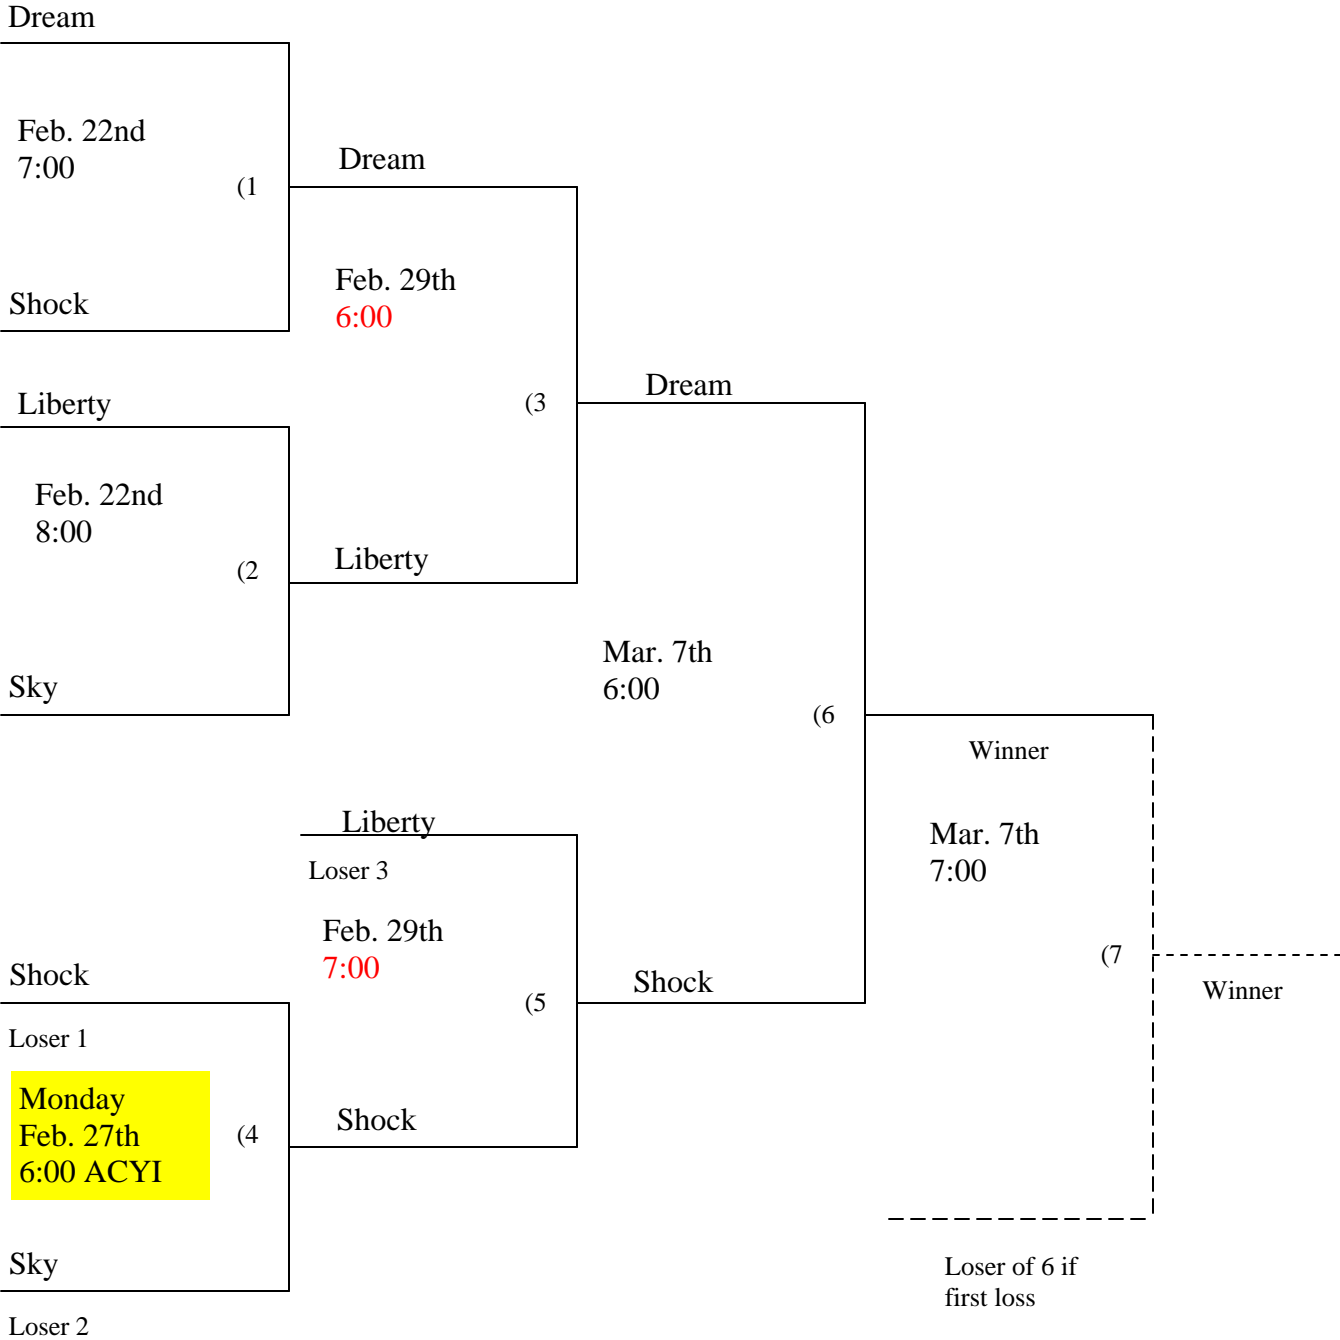 Dream
Feb. 22nd
7:00
(1
Shock
Dream
Feb. 29th
6:00
(3
Liberty
Feb. 22nd
8:00
(2
Sky
Liberty
Dream
Mar. 7th
6:00
(6
Winner
Mar. 7th
7:00
(7
Winner
Liberty
Loser 3
Feb. 29th
7:00
(5
Shock
Shock
Loser 1
Monday
Feb. 27th
6:00 ACYI
(4
Shock
Sky
Loser 2
Loser of 6 if
first loss